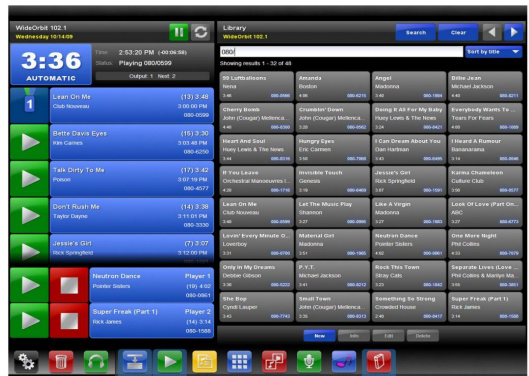 WideOrbit 102.1
Wednesday 10:14:09
3:36
AUTOMATIC
Time: 2:53:20 PM (-00:06:58)
Status: Playing 080/0599
Output: 1 Next: 2
Lean On Me (13) 3:48
Club Nouveau 3:00:00 PM
080-0599
Bette Davis Eyes (15) 3:30
Kim Carnes 3:03:48 PM
080-6250
Talk Dirty To Me (17) 3:42
Poison 3:07:19 PM
080-4577
Don't Rush Me (14) 3:38
Taylor Dayne 3:11:01 PM
080-3330
Jessie's Girl (7) 3:07
Rick Springfield 3:12:00 PM
Neutron Dance Player 1
Pointer Sisters (19) 4:02
080-0861
Super Freak (Part 1) Player 2
Rick James (14) 3:14
080-1588
Library
WideOrbit 102.1
Search Clear
080/
Sort by title
Showing results 1 - 32 of 48
99 Luftballoons
Nena
Amanda
Boston
Angel
Madonna
Billie Jean
Michael Jackson
Cherry Bomb
John (Cougar) Mellenca...
Crumblin' Down
John (Cougar) Mellenca...
Doing It All For My Baby
Huey Lewis & The News
Everybody Wants To ...
Tears For Fears
Heart And Soul
Huey Lewis & The News
Hungry Eyes
Eric Carmen
I Can Dream About You
Dan Hartman
I Heard A Rumour
Bananarama
If You Leave
Orchestral Manoeuvres I...
Invisible Touch
Genesis
Jessie's Girl
Rick Springfield
Karma Chameleon
Culture Club
Lean On Me
Club Nouveau
Let The Music Play
Shannon
Like A Virgin
Madonna
Look Of Love (Part On...
ABC
Lovin' Every Minute O...
Loverboy
Material Girl
Madonna
Neutron Dance
Pointer Sisters
One More Night
Phil Collins
Only In My Dreams
Debbie Gibson
P.Y.T.
Michael Jackson
Rock This Town
Stray Cats
Separate Lives (Love ...
Phil Collins & Marilyn Ma...
She Bop
Cyndi Lauper
Small Town
John (Cougar) Mellenca...
Something So Strong
Crowded House
Super Freak (Part 1)
Rick James
New Info Edit Delete